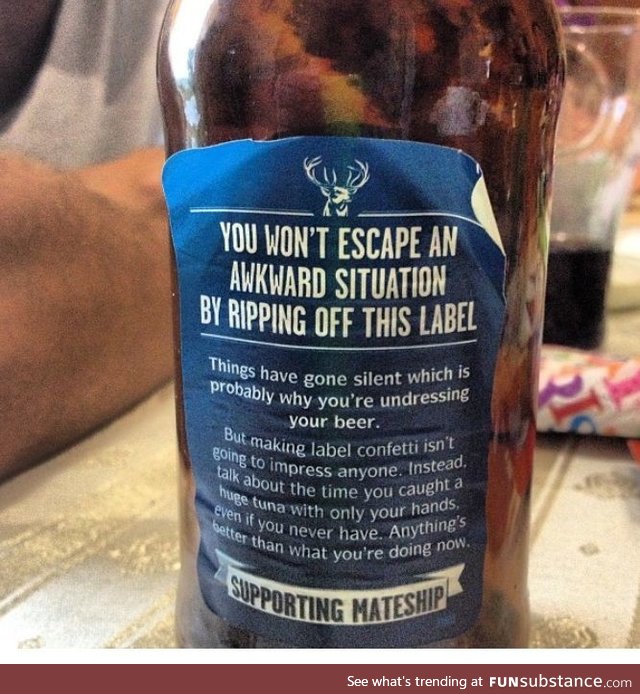 YOU WON'T ESCAPE AN
AWKWARD SITUATION
BY RIPPING OFF THIS LABEL
Things have gone silent which is
probably why you're undressing
your beer.
But making label confetti isn't
going to impress anyone. Instead,
talk about the time you caught a
huge tuna with only your hands,
even if you never have. Anything's
better than what you're doing now.
SUPPORTING MATESHIP
See what's trending at FUNsubstance.com